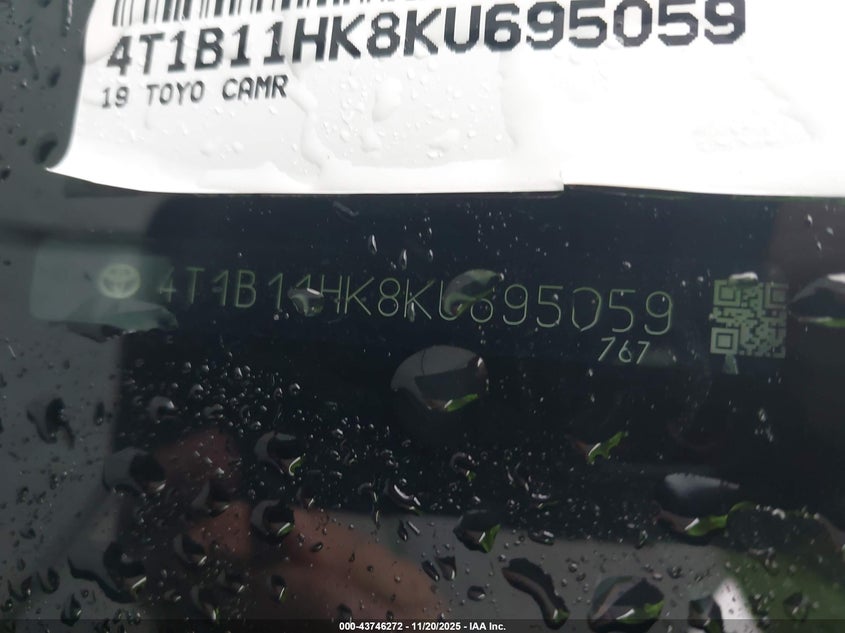 4T1B11HK8KU695059
19 TOYO CAMR
4T1B11HK8KU695059
767
000-43746272 - 11/20/2025 - IAA Inc.